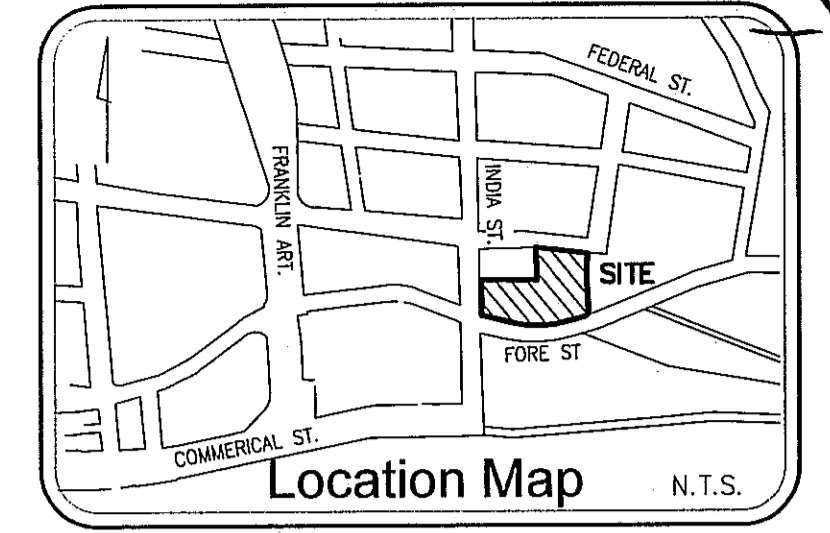 FEDERAL ST.
FRANKLIN ART.
INDIA ST.
SITE
FORE ST
COMMERICAL ST.
Location Map
N.T.S.